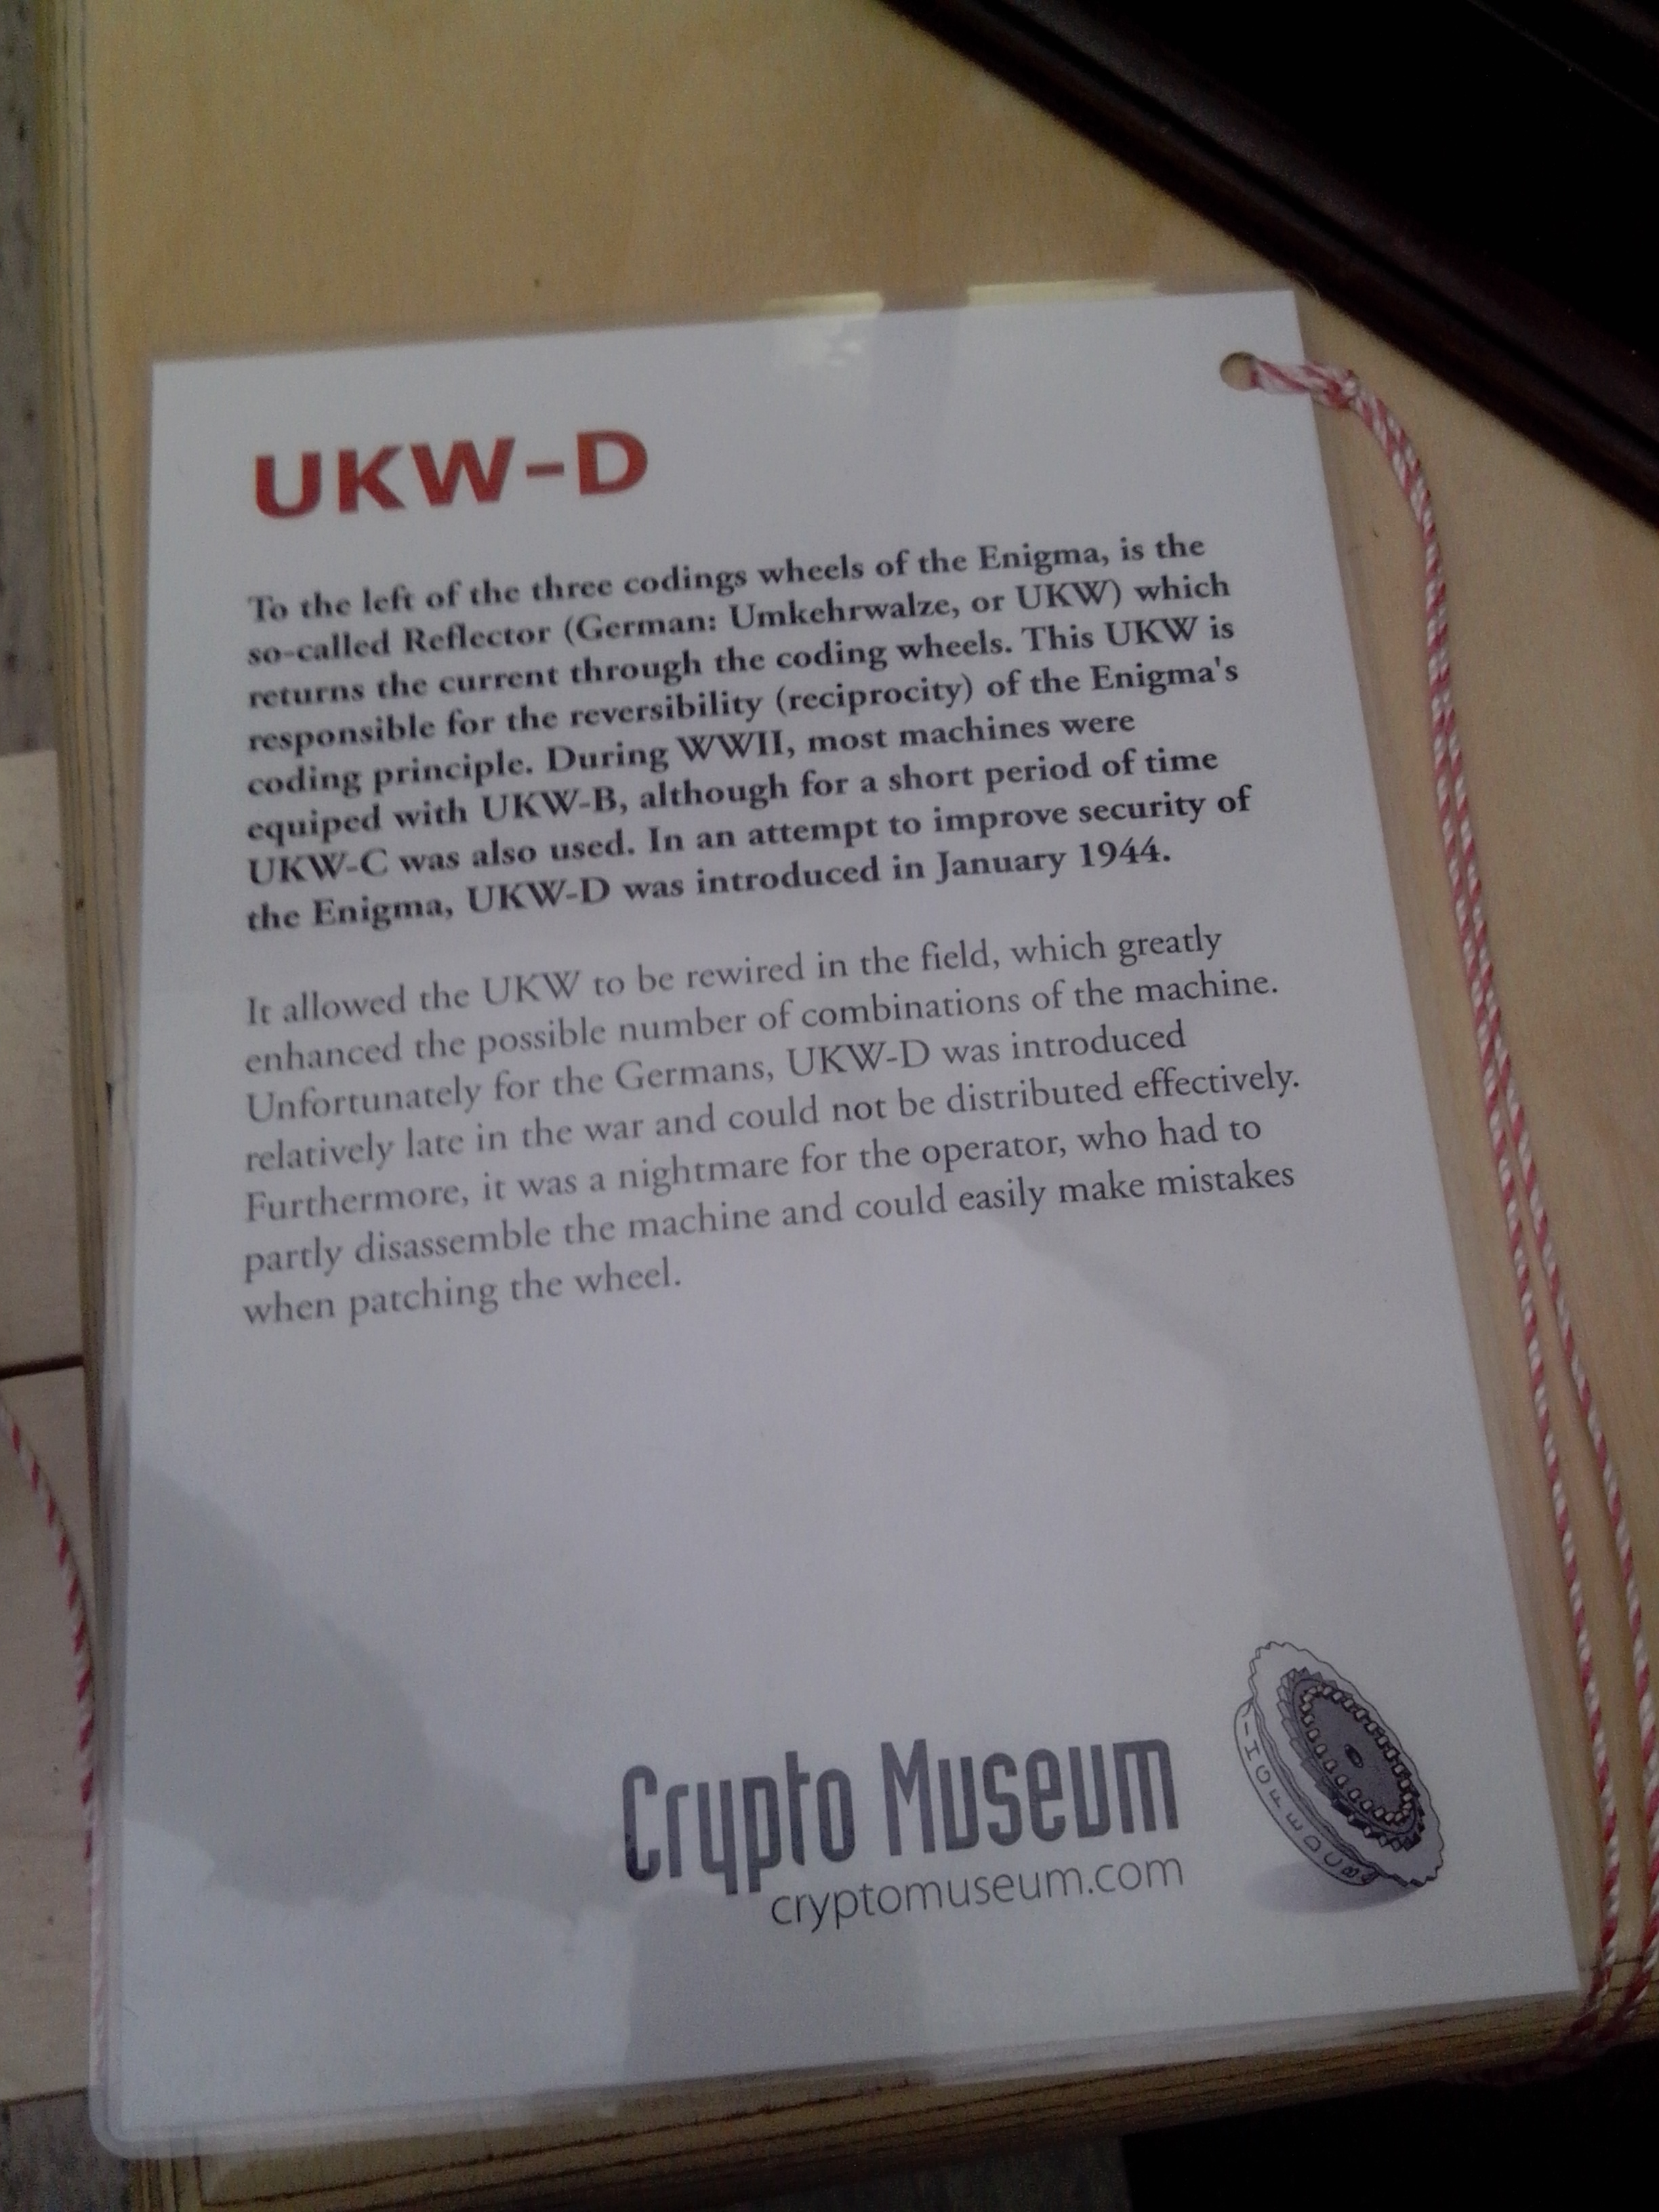 UKW-D
To the left of the three codings wheels of the Enigma, is the
so-called Reflector (German: Umkehrwalze, or UKW) which
returns the current through the coding wheels. This UKW is
responsible for the reversibility (reciprocity) of the Enigma's
coding principle. During WWII, most machines were
equiped with UKW-B, although for a short period of time
UKW-C was also used. In an attempt to improve security of
the Enigma, UKW-D was introduced in January 1944.
It allowed the UKW to be rewired in the field, which greatly
enhanced the possible number of combinations of the machine.
Unfortunately for the Germans, UKW-D was introduced
relatively late in the war and could not be distributed effectively.
Furthermore, it was a nightmare for the operator, who had to
partly disassemble the machine and could easily make mistakes
when patching the wheel.
Crypto Museum
cryptomuseum.com
IHGFEDCB